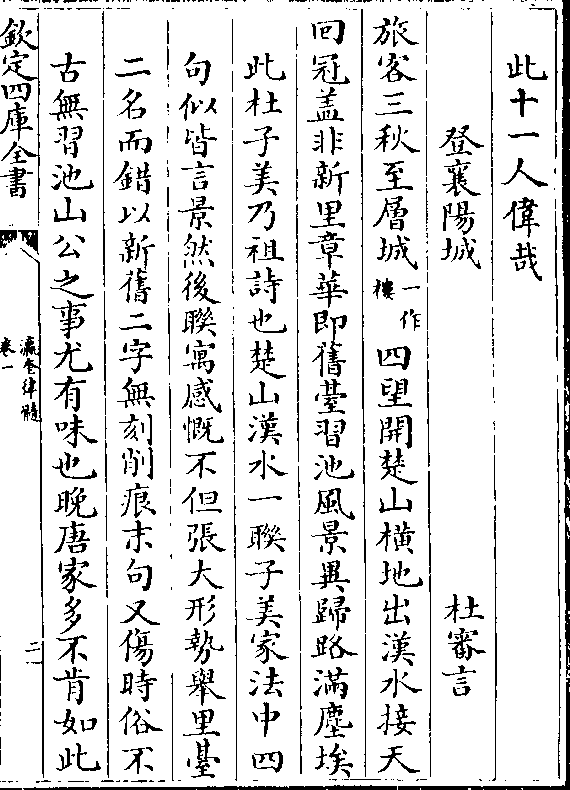 此十一人偉哉
登襄陽城 杜審言
旅客三秋至層城一作樓四望開楚山横地出漢水接天
回冠盖非新里章華即舊臺習池風景異歸路滿塵埃
此杜子美乃祖詩也楚山漢水一聯子美家法中四
句似皆言景然後聯寓感慨不但張大形勢舉里臺
二名而錯以新舊二字無刻削痕末句又傷時俗不
古無習池山公之事尤有味也晚唐家多不肯如此
欽定四庫全書
瀛奎律髓
卷一
二